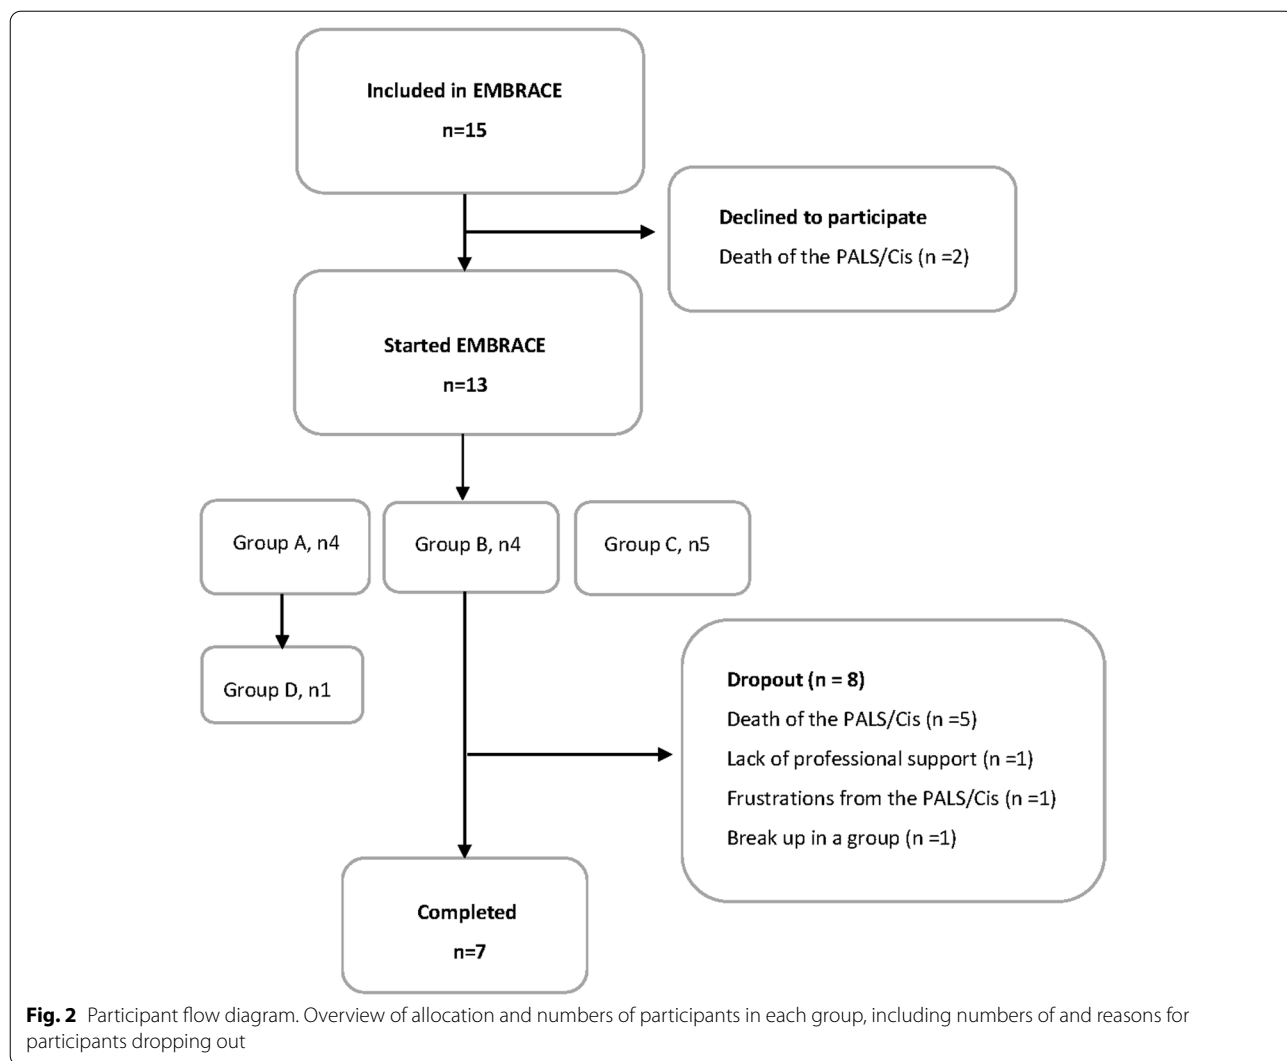 Included in EMBRACE
n=15
Declined to participate
Death of the PALS/Cis (n =2)
Started EMBRACE
n=13
Group A, n4
Group B, n4
Group C, n5
Group D, n1
Dropout (n = 8)
Death of the PALS/Cis (n =5)
Lack of professional support (n =1)
Frustrations from the PALS/Cis (n =1)
Break up in a group (n =1)
Completed
n=7
Fig. 2 Participant flow diagram. Overview of allocation and numbers of participants in each group, including numbers of and reasons for
participants dropping out